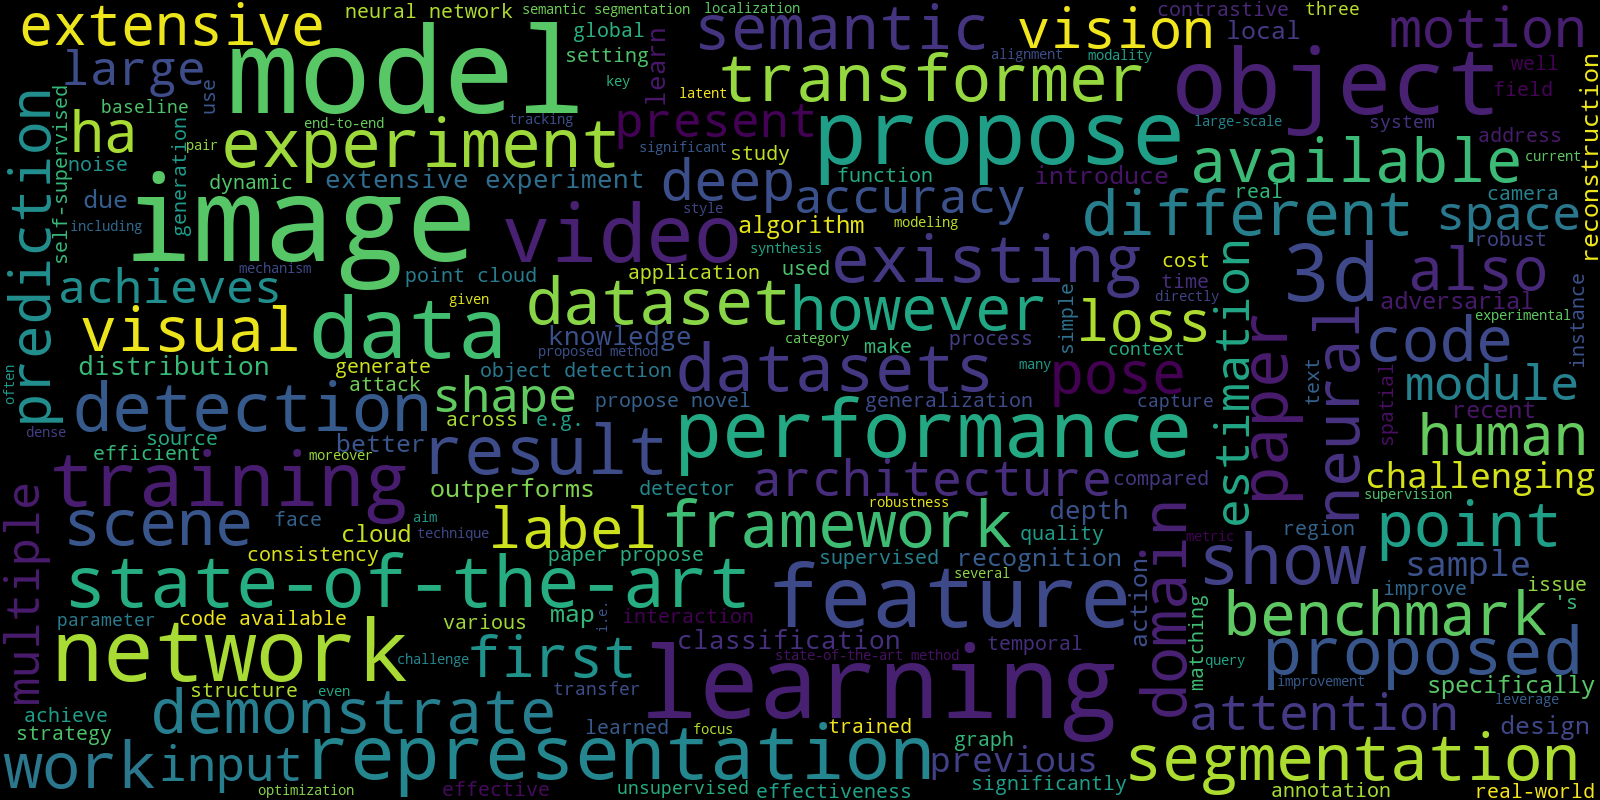 extensive
neural network
semantic segmentation
localization
semantic
vision
contrastive
three
local
motion
large
model
global
setting
learn
key
alignment
modality
transformer
object
well
field
use
baseline
self-supervised
prediction
ha
noise
pair
end-to-end
experiment
tracking
latent
present
significant
study
propose
large-scale
system
address
available
current
reconstruction
generation
dynamic
extensive experiment
deep
accuracy
function
introduce
real
camera
due
including
image
video
style
algorithm
modeling
different
space
robust
mechanism
synthesis
existing
cost
time
directly
estimation
3d
also
adversarial
achieves
point cloud
application
used
given
dataset
however
simple
loss
experimental
instance
visual
data
knowledge
proposed method
category
make
process
context
code
distribution
generate
attack
object detection
datasets
many
pose
paper
neural
text
module
often
detection
shape
propose novel
generalization
capture
spatial
recent
dense
across
e.g.
source
efficient
better
moreover
result
performance
human
training
architecture
compared
challenging
supervision
multiple
outperforms
detector
robustness
depth
scene
face
aim
cloud
technique
label
framework
quality
domain
metric
region
point
consistency
paper propose
supervised
recognition
show
sample
state-of-the-art
feature
several
action
improve
issue
's
parameter
code available
various
map
i.e.
interaction
matching
benchmark
network
challenge
first
classification
temporal
state-of-the-art method
learning
query
proposed
improvement
structure
even
transfer
specifically
leverage
achieve
strategy
demonstrate
learned
focus
trained
graph
attention
design
work
input
representation
previous
segmentation
optimization
effective
unsupervised
effectiveness
significantly
annotation
real-world